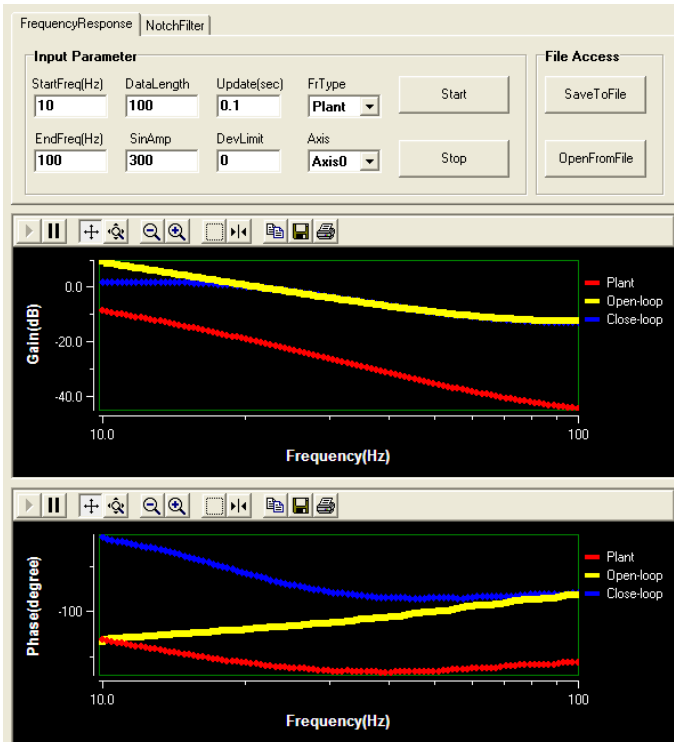 FrequencyResponse NotchFilter
Input Parameter
StartFreq(Hz) DataLength Update(sec) FrType
10 100 0.1 Plant
Start
EndFreq(Hz) SinAmp DevLimit Axis
100 300 0 Axis0
Stop
File Access
SaveToFile
OpenFromFile
Gain(dB)
0.0
-20.0
-40.0
10.0 100
Frequency(Hz)
Plant
Open-loop
Close-loop
Phase(degree)
-100
10.0 100
Frequency(Hz)
Plant
Open-loop
Close-loop